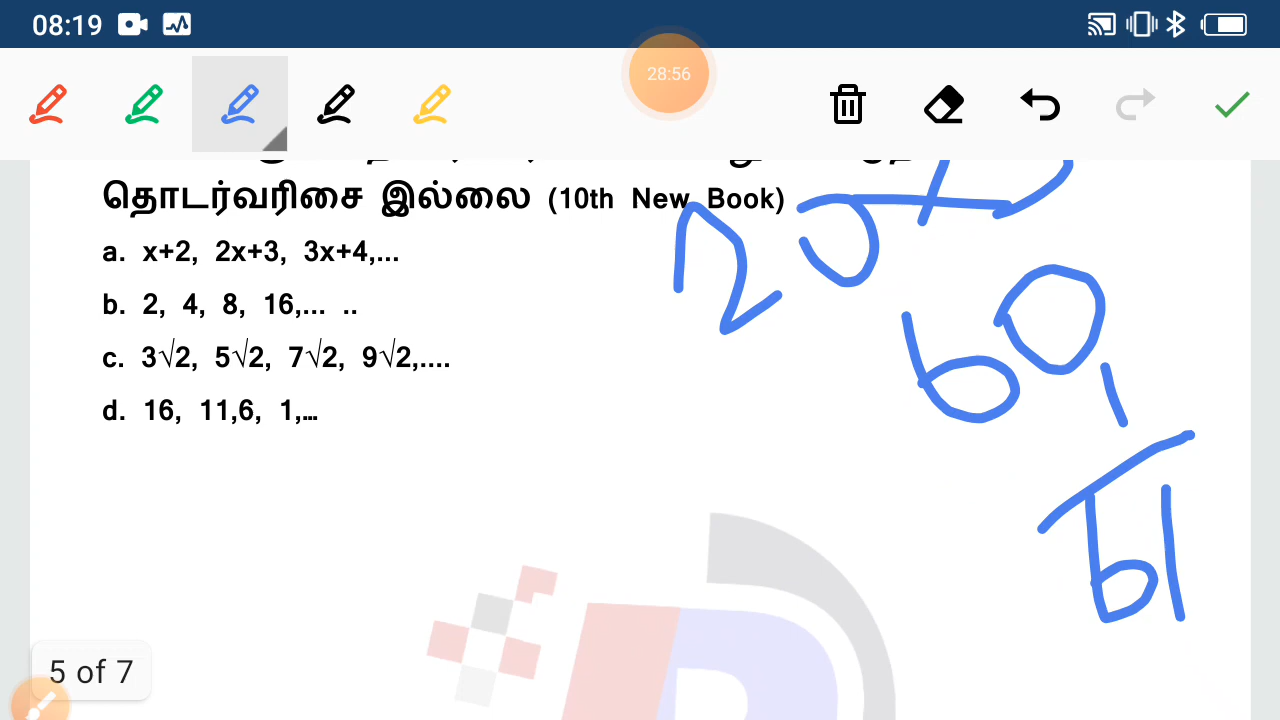 08:19
28:56
தொடர்வரிசை இல்லை (10th New Book)
a. x+2, 2x+3, 3x+4,...
b. 2, 4, 8, 16,... ..
c. 3√2, 5√2, 7√2, 9√2,....
d. 16, 11,6, 1,…
2
60,
61
5 of 7